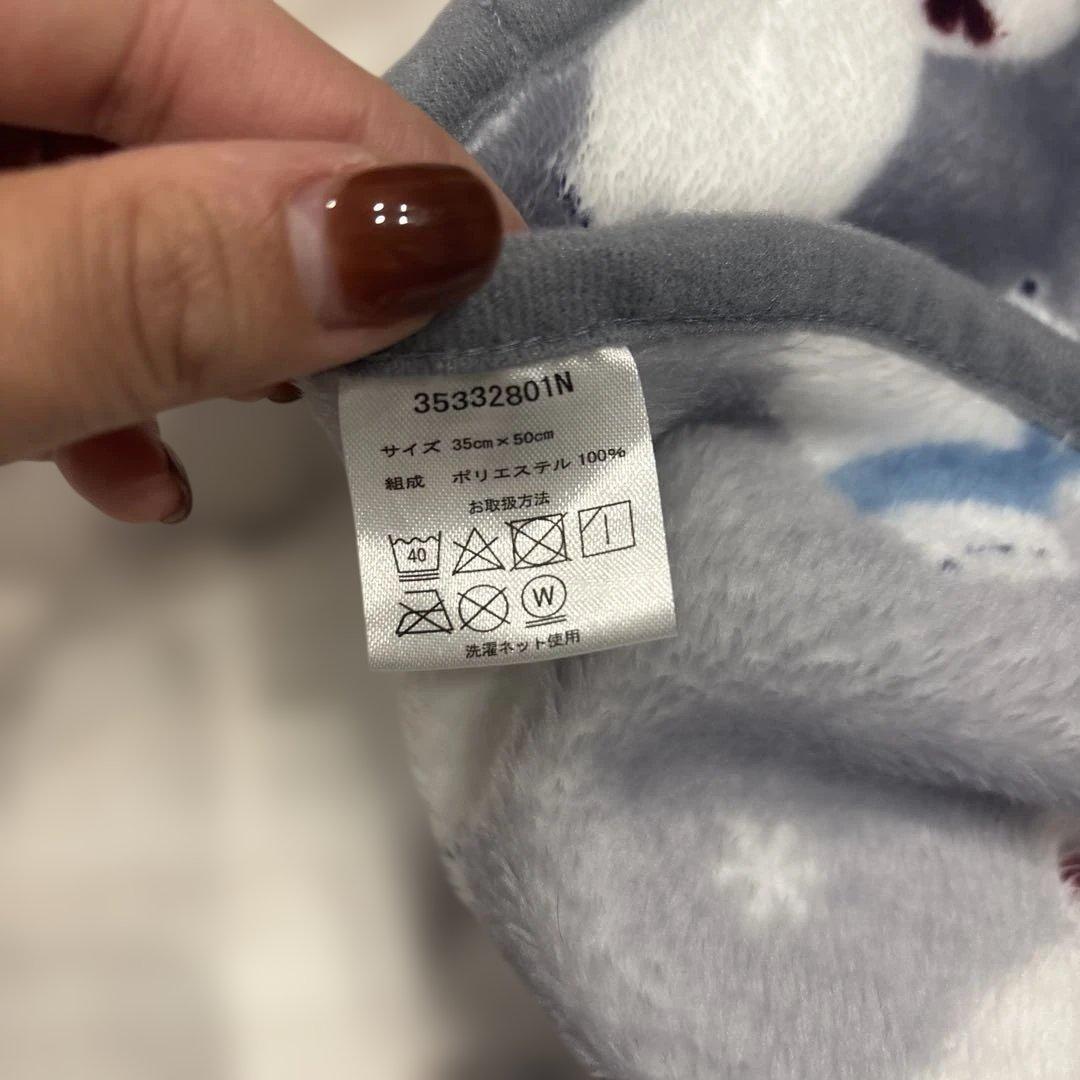 35332801N
サイズ 35cm×50cm
組成 ポリエステル 100%
お取扱方法
40
W
洗濯ネット使用